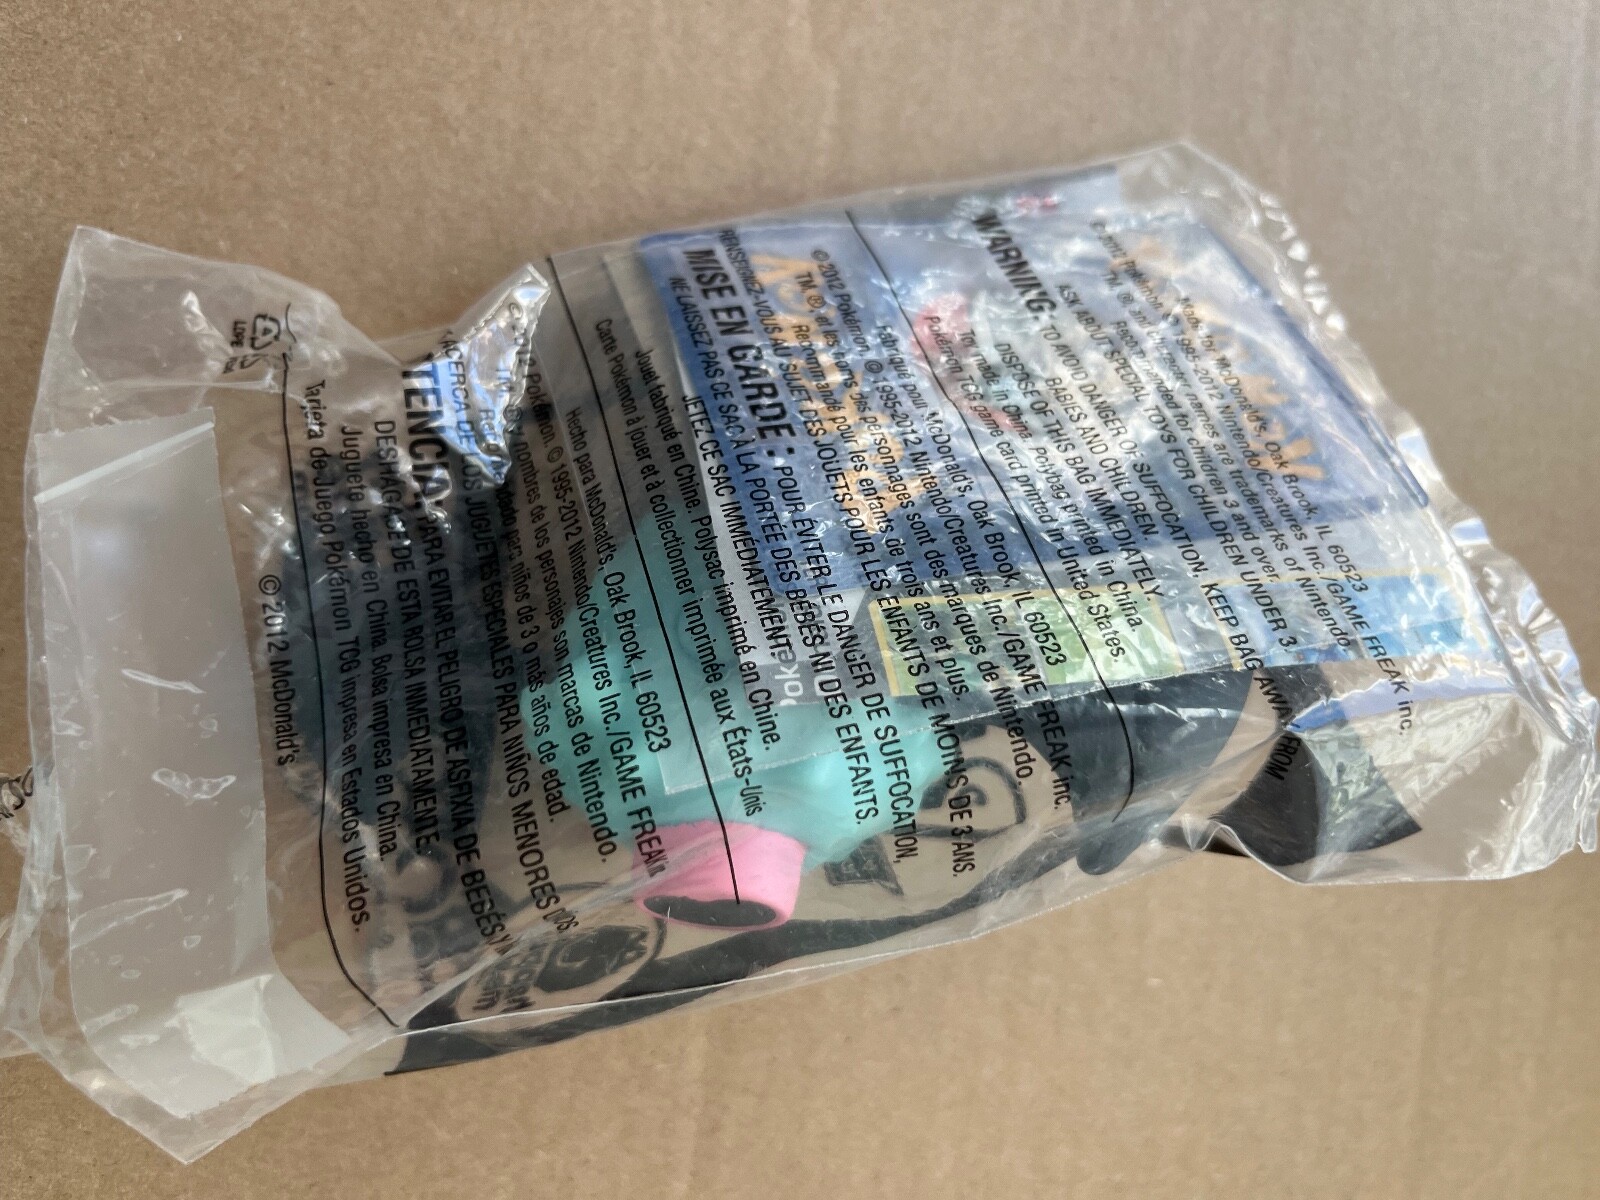 © 2012 Pokémon. © 1995-2012 Nintendo/Creatures Inc./GAME FREAK inc.
TM, ®, and character names are trademarks of Nintendo.
Recommended for children 3 and over.
ASK ABOUT SPECIAL TOYS FOR CHILDREN UNDER 3.
WARNING: TO AVOID DANGER OF SUFFOCATION, KEEP BAG AWAY FROM
BABIES AND CHILDREN.
DISPOSE OF THIS BAG IMMEDIATELY.
Toy made in China. Polybag printed in China.
Pokémon TCG game card printed in United States.
Made for McDonald's, Oak Brook, IL 60523
© 2012 Pokémon. © 1995-2012 Nintendo/Creatures Inc./GAME FREAK inc.
TM, ®, et les noms des personnages sont des marques de Nintendo.
Recommandé pour les enfants de trois ans et plus.
RENSEIGNEZ-VOUS AU SUJET DES JOUETS POUR LES ENFANTS DE MOINS DE 3 ANS.
MISE EN GARDE : POUR ÉVITER LE DANGER DE SUFFOCATION,
NE LAISSEZ PAS CE SAC À LA PORTÉE DES BÉBÉS NI DES ENFANTS.
JETEZ CE SAC IMMÉDIATEMENT.
Jouet fabriqué en Chine. Polysac imprimé en Chine.
Carte Pokémon à jouer et à collectionner imprimée aux États-Unis
Fabriqué pour McDonald's, Oak Brook, IL 60523
Pokémon. © 1995-2012 Nintendo/Creatures Inc./GAME FREAK
nombres de los personajes son marcas de Nintendo.
para niños de 3 o más años de edad.
ACERCA DE LOS JUGUETES ESPECIALES PARA NIÑOS MENORES
TENCIA: PARA EVITAR EL PELIGRO DE ASFIXIA DE BEBÉS
DESHAGASE DE ESTA BOLSA INMEDIATAMENTE.
Juguete hecho en China. Bolsa impresa en China.
Tarjeta de Juego Pokémon TCG impresa en Estados Unidos.
Hecho para McDonald's, Oak Brook, IL 60523
© 2012 McDonald's